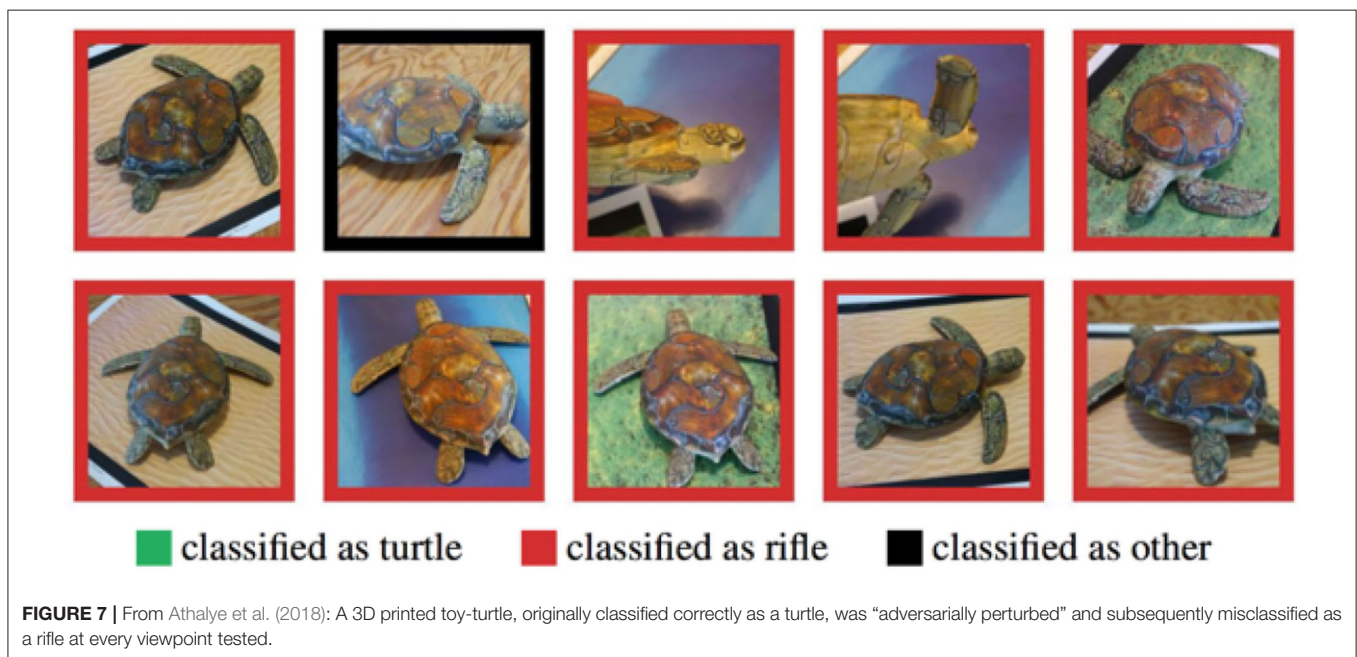 classified as turtle classified as rifle classified as other
FIGURE 7 | From Athalye et al. (2018): A 3D printed toy-turtle, originally classified correctly as a turtle, was “adversarially perturbed” and subsequently misclassified as
a rifle at every viewpoint tested.